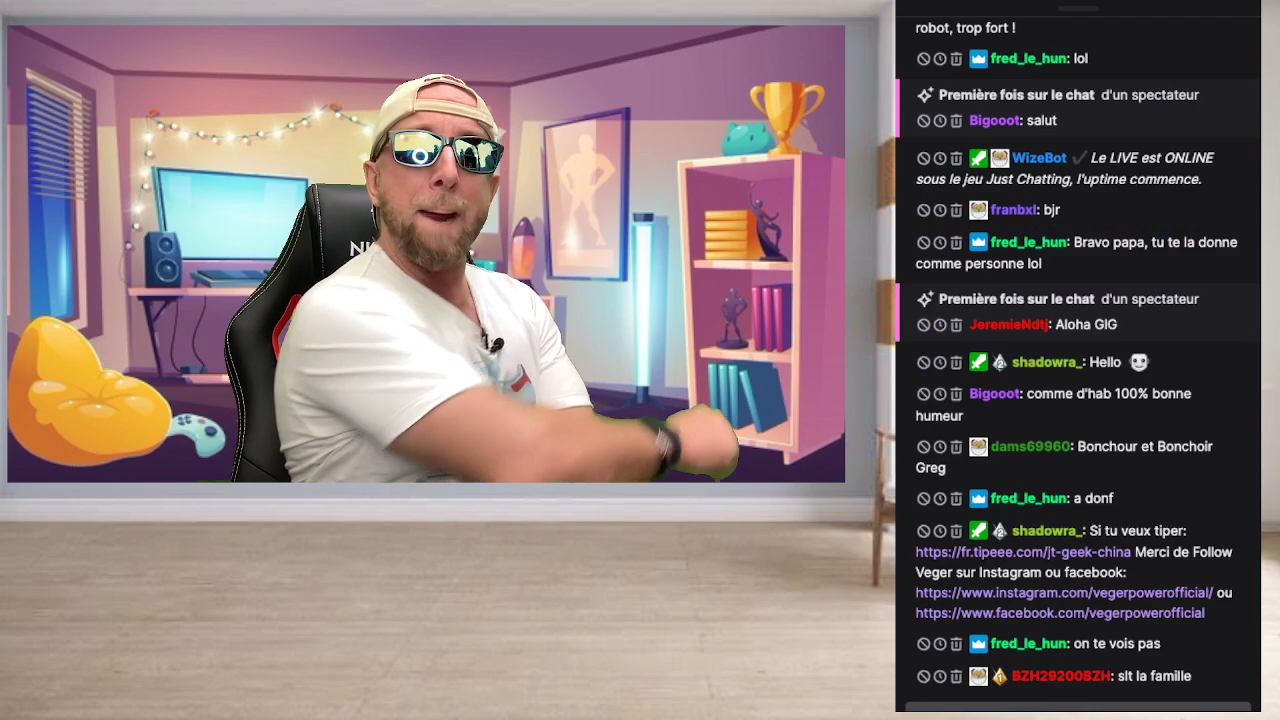 NI
robot, trop fort !
fred_le_hun: lol
Première fois sur le chat d'un spectateur
Bigooot: salut
WizeBot ✓ Le LIVE est ONLINE
sous le jeu Just Chatting, l'uptime commence.
franbxl: bjr
fred_le_hun: Bravo papa, tu te la donne
comme personne lol
Première fois sur le chat d'un spectateur
JeremieNdtj: Aloha GIG
2 shadowra_: Hello
Bigooot: comme d'hab 100% bonne
humeur
dams69960: Bonchour et Bonchoir
Greg
fred_le_hun: a donf
2 shadowra_: Si tu veux tiper:
https://fr.tipeee.com/jt-geek-china Merci de Follow
Veger sur Instagram ou facebook:
https://www.instagram.com/vegerpowerofficial/ ou
https://www.facebook.com/vegerpowerofficial
fred_le_hun: on te vois pas
1 BZH29200BZH: slt la famille